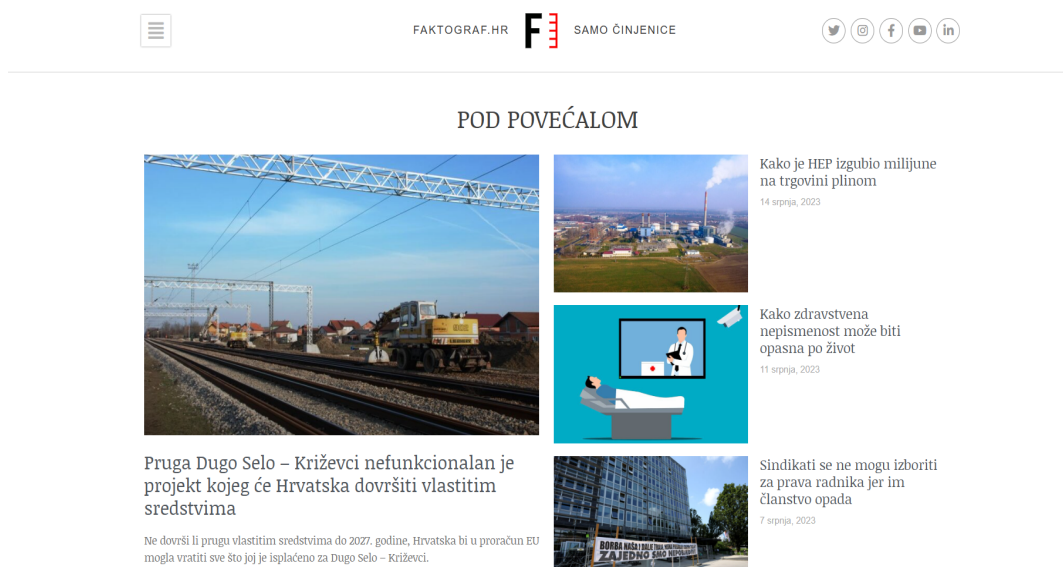 FAKTOGRAF.HR
SAMO ČINJENICE
POD POVEĆALOM
Pruga Dugo Selo – Križevci nefunkcionalan je
projekt kojeg će Hrvatska dovršiti vlastitim
sredstvima
Ne dovrši li prugu vlastitim sredstvima do 2027. godine, Hrvatska bi u proračun EU
mogla vratiti sve što joj je isplaćeno za Dugo Selo – Križevci.
Kako je HEP izgubio milijune
na trgovini plinom
14 srpnja, 2023
Kako zdravstvena
nepismenost može biti
opasna po život
11 srpnja, 2023
Sindikati se ne mogu izboriti
za prava radnika jer im
članstvo opada
7 srpnja, 2023
BORBA NAŠA I DALJE TRAJE,
ZAJEDNO SMO